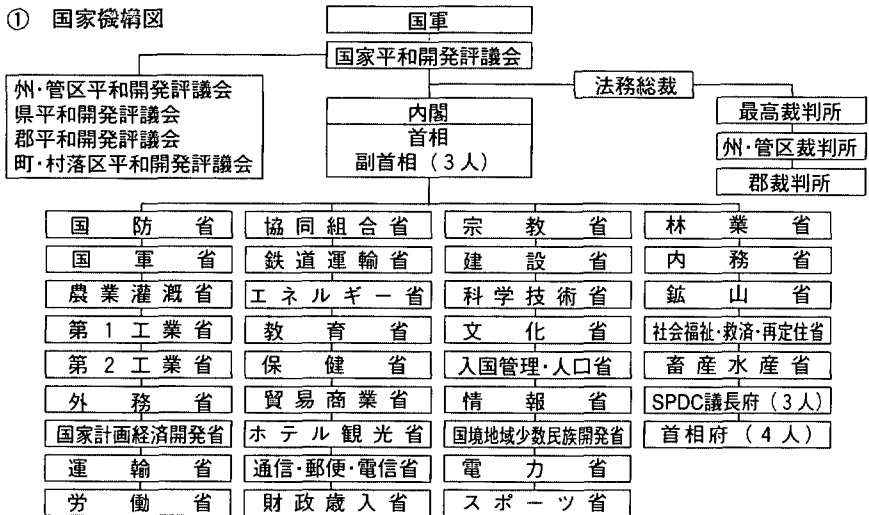 ① 国家機構図
国軍
国家平和開発評議会
州・管区平和開発評議会
県平和開発評議会
郡平和開発評議会
町・村落区平和開発評議会
法務総裁
内閣
首相
副首相(3人)
最高裁判所
州・管区裁判所
郡裁判所
国防省
国軍省
農業灌漑省
第1工業省
第2工業省
外務省
国家計画経済開発省
運輸省
労働省
協同組合省
鉄道運輸省
エネルギー省
教育省
保健省
貿易商業省
ホテル観光省
通信・郵便・電信省
財政歳入省
宗教省
建設省
科学技術省
文化省
入国管理・人口省
情報省
国境地域少数民族開発省
電力省
スポーツ省
林業省
内務省
鉱山省
社会福祉・救済・再定住省
畜産水産省
SPDC議長府(3人)
首相府(4人)